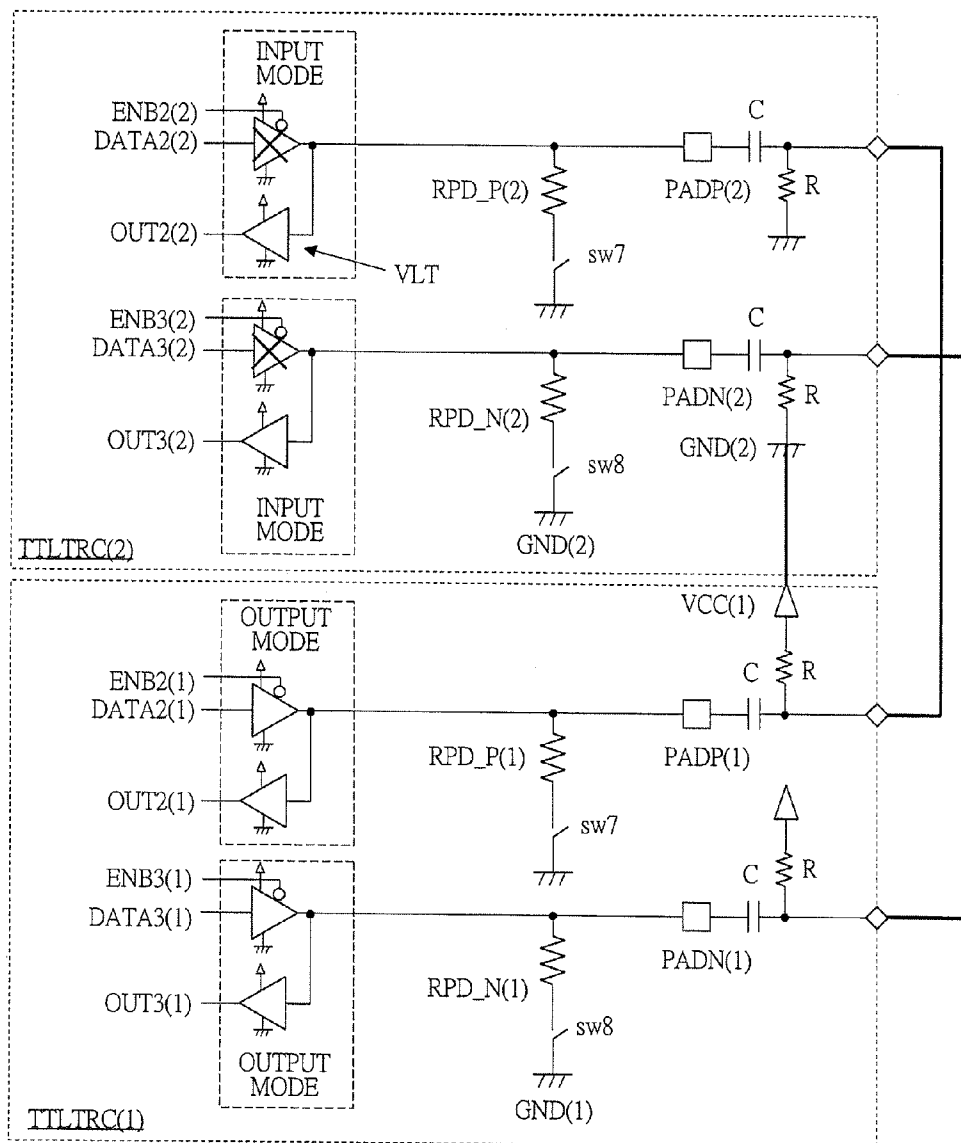 INPUT
MODE
ENB2(2)
DATA2(2)
OUT2(2)
VLT
RPD_P(2)
sw7
PADP(2)
C
R
ENB3(2)
DATA3(2)
OUT3(2)
INPUT
MODE
RPD_N(2)
sw8
GND(2)
PADN(2)
C
R
GND(2)
TTLTRC(2)
VCC(1)
OUTPUT
MODE
ENB2(1)
DATA2(1)
OUT2(1)
RPD_P(1)
sw7
PADP(1)
C
R
ENB3(1)
DATA3(1)
OUT3(1)
OUTPUT
MODE
RPD_N(1)
sw8
GND(1)
PADN(1)
C
R
TTLTRC(1)